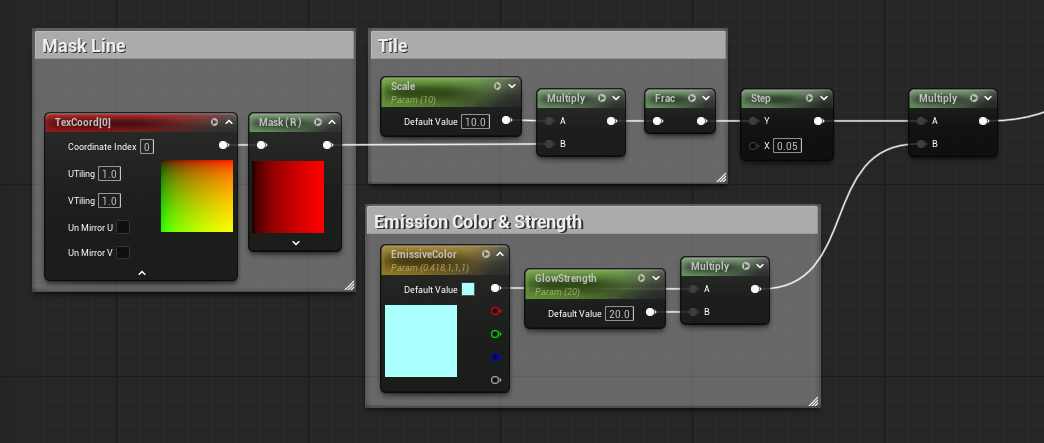 Mask Line
TexCoord[0]
Coordinate Index 0
UTiling 1.0
VTiling 1.0
Un Mirror U
Un Mirror V
Mask ( R )
Tile
Scale
Param (10)
Default Value 10.0
Multiply
A
B
Frac
Step
Y
X 0.05
Multiply
A
B
Emission Color & Strength
EmissiveColor
Param (0.418,1,1,1)
Default Value
GlowStrength
Param (20)
Default Value 20.0
Multiply
A
B